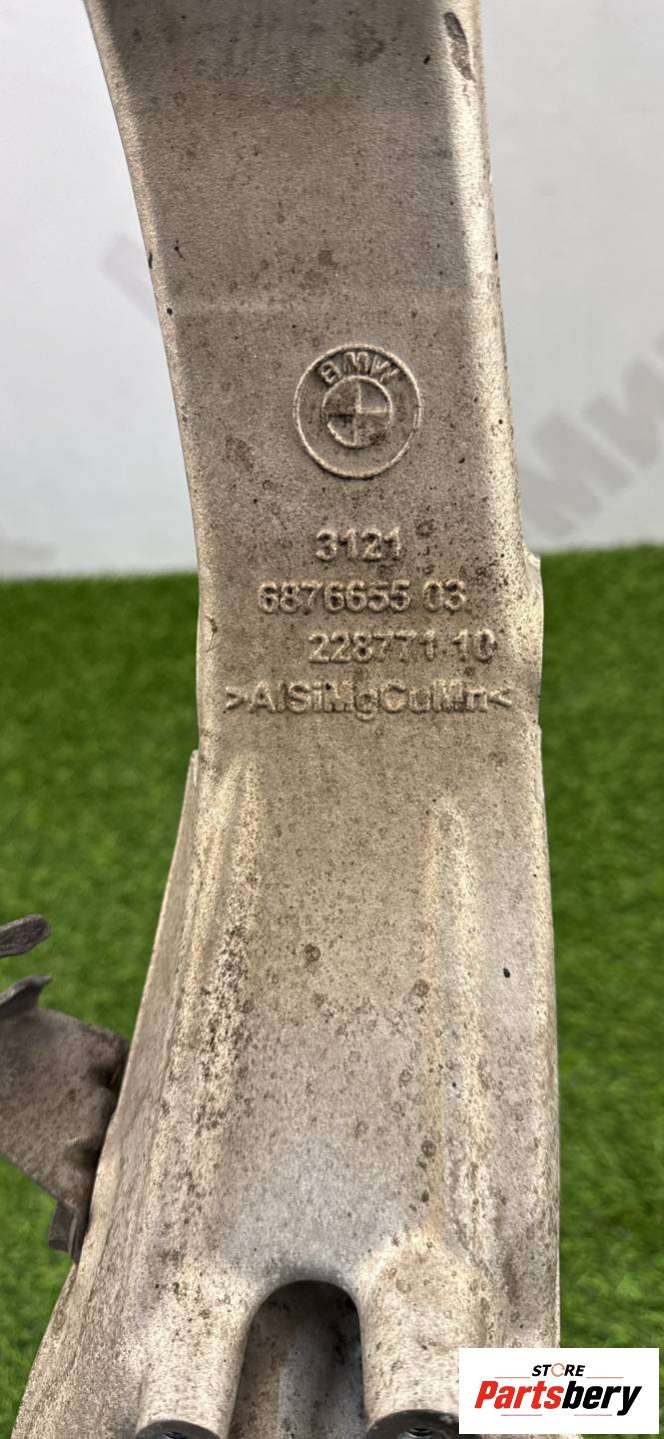 BMW
3121
6876655 03
228771 10
>AlSiMgCuMn<
STORE
Partsbery